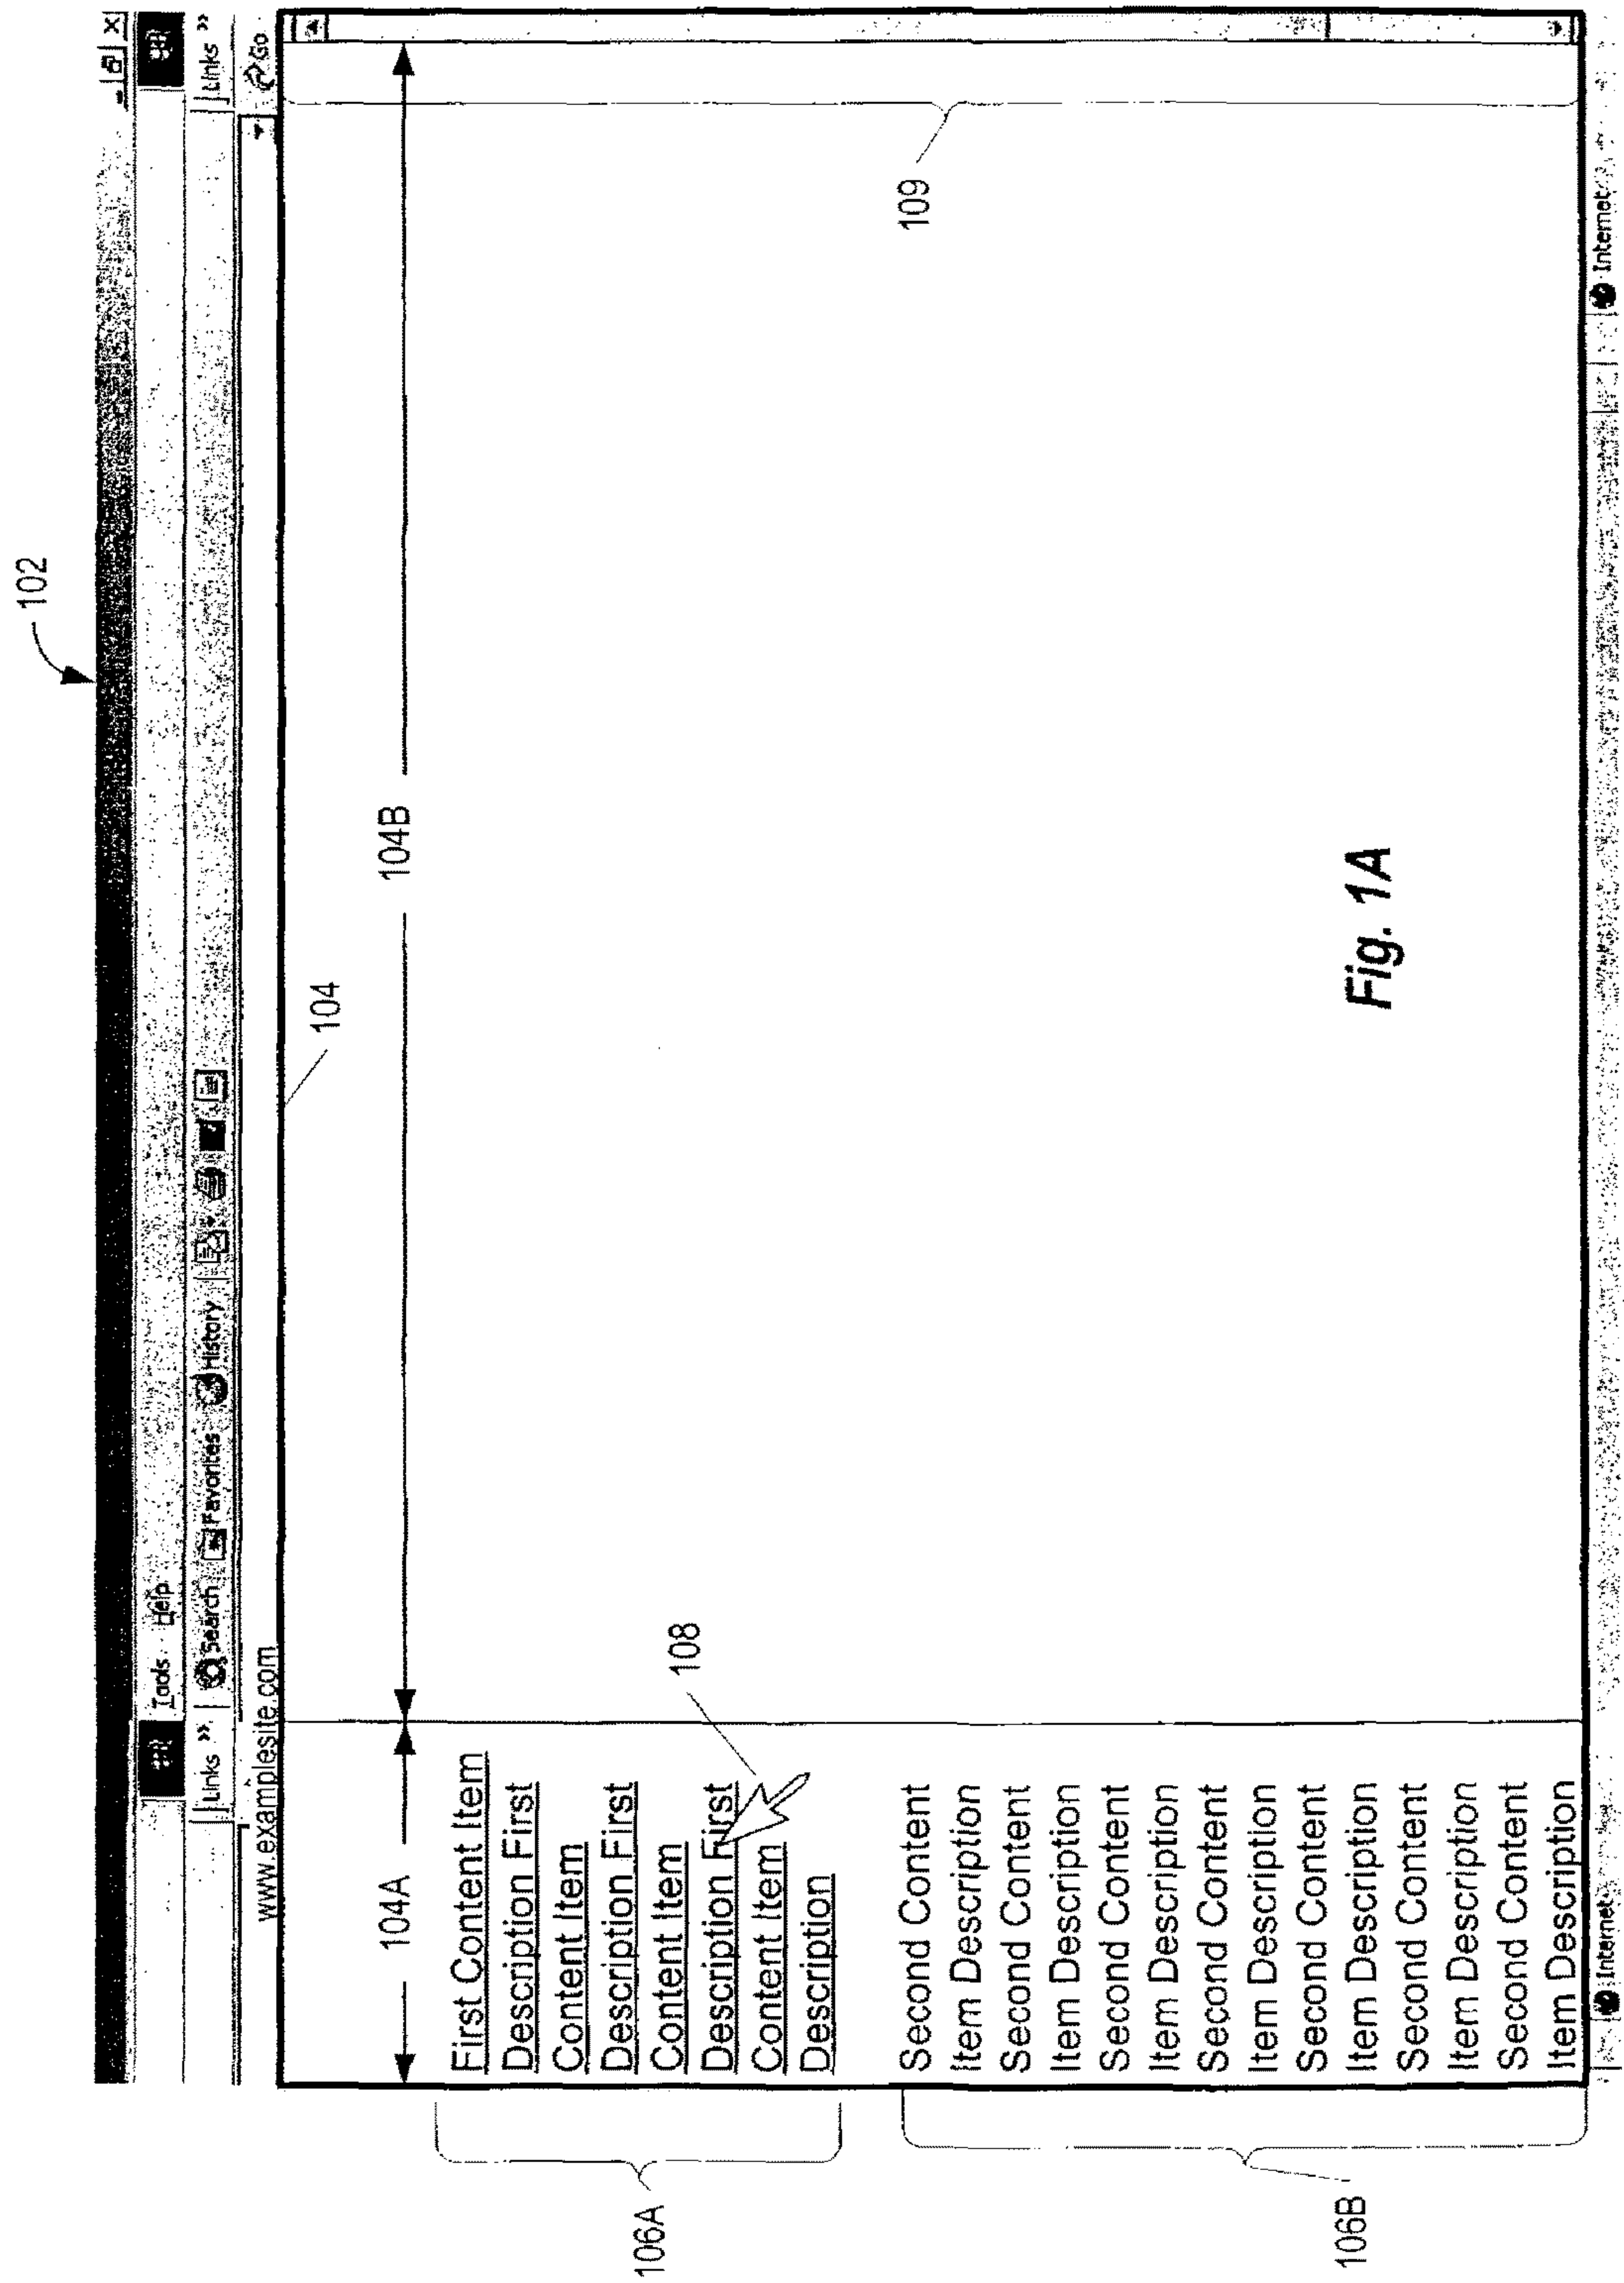 102
Tools Help
Links »
Search Favorites History
Links »
www.examplesite.com
Go
104
104A
104B
First Content Item
Description First
Content Item
Description First
Content Item
Description First
Content Item
Description
106A
108
109
Second Content
Item Description
Second Content
Item Description
Second Content
Item Description
Second Content
Item Description
Second Content
Item Description
Second Content
Item Description
Second Content
Item Description
106B
Fig. 1A
Internet
Internet